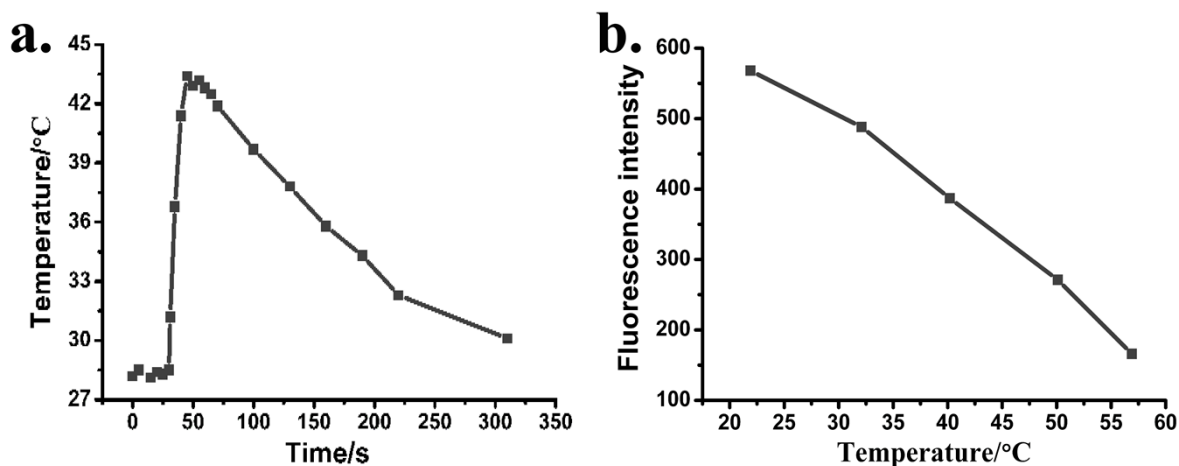 a.
45
42
39
36
33
30
27
Temperature/°C
0 50 100 150 200 250 300 350
Time/s
b.
600
500
400
300
200
100
Fluorescence intensity
20 25 30 35 40 45 50 55 60
Temperature/°C